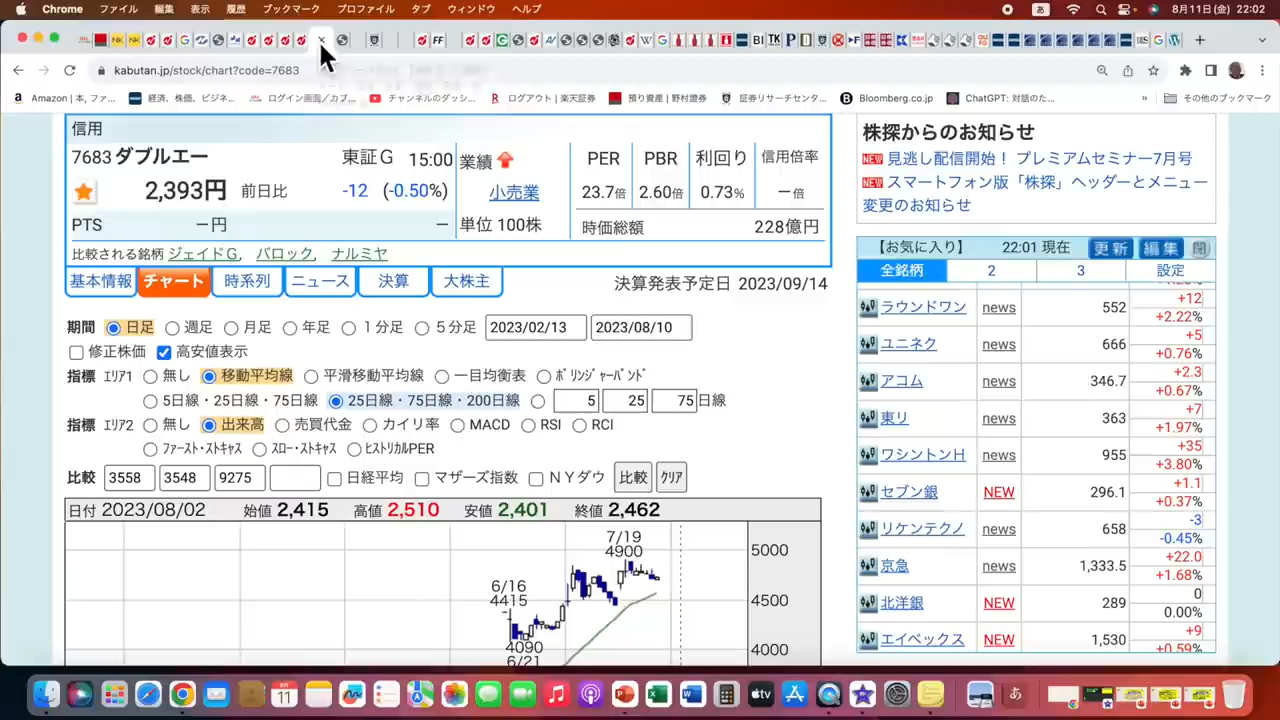 Chrome ファイル 編集 表示 履歴 ブックマーク プロファイル タブ ウィンドウ ヘルプ あ 8月11日(金) 22:02
kabutan.jp/stock/chart?code=7683
Amazon | 本, ファ... 経済、株価、ビジネ... ログイン画面／カブ... チャンネルのダッシ... ログアウト | 楽天証券 預り資産 | 野村證券 証券リサーチセンタ... Bloomberg.co.jp ChatGPT: 対話のた... » その他のブックマーク
信用
7683 ダブルエー 東証Ｇ 15:00 業績
2,393円 前日比 -12 (-0.50%) 小売業
PTS －円 － 単位 100株
PER PBR 利回り 信用倍率
23.7倍 2.60倍 0.73% －倍
時価総額 228億円
比較される銘柄 ジェイドＧ, バロック, ナルミヤ
基本情報 チャート 時系列 ニュース 決算 大株主 決算発表予定日 2023/09/14
期間 日足 週足 月足 年足 １分足 ５分足 2023/02/13 2023/08/10
修正株価 高安値表示
指標 エリア1 無し 移動平均線 平滑移動平均線 一目均衡表 ﾎﾞﾘﾝｼﾞｬｰﾊﾞﾝﾄﾞ
5日線・25日線・75日線 25日線・75日線・200日線 5 25 75 日線
指標 エリア2 無し 出来高 売買代金 カイリ率 MACD RSI RCI
ﾌｧｰｽﾄ･ｽﾄｷｬｽ ｽﾛｰ･ｽﾄｷｬｽ ﾋｽﾄﾘｶﾙPER
比較 3558 3548 9275 日経平均 マザーズ指数 ＮＹダウ 比較 ｸﾘｱ
日付 2023/08/02 始値 2,415 高値 2,510 安値 2,401 終値 2,462
7/19
4900
6/16
4415
4090
6/21
5000
4500
4000
株探からのお知らせ
NEW 見逃し配信開始！ プレミアムセミナー7月号
NEW スマートフォン版「株探」ヘッダーとメニュー
変更のお知らせ
【お気に入り】 22:01 現在 更新 編集 開
全銘柄 2 3 設定
ラウンドワン news 552 +12 +2.22%
ユニネク news 666 +5 +0.76%
アコム news 346.7 +2.3 +0.67%
東リ news 363 +7 +1.97%
ワシントンＨ news 955 +35 +3.80%
セブン銀 NEW 296.1 +1.1 +0.37%
リケンテクノ news 658 -3 -0.45%
京急 news 1,333.5 +22.0 +1.68%
北洋銀 NEW 289 0 0.00%
エイベックス NEW 1,530 +9 +0.59%